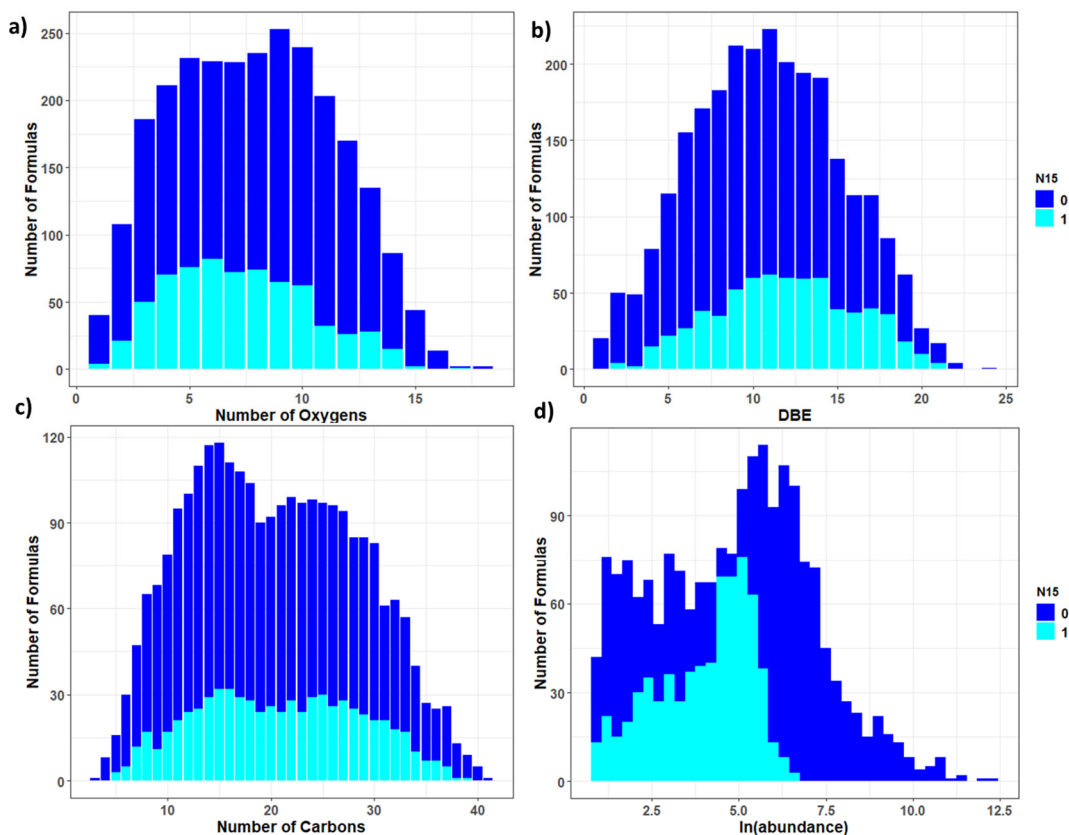 a)
250
200
150
100
50
0
Number of Formulas
0 5 10 15
Number of Oxygens
b)
200
150
100
50
0
Number of Formulas
0 5 10 15 20 25
DBE
N15
0
1
c)
120
90
60
30
0
Number of Formulas
10 20 30 40
Number of Carbons
d)
90
60
30
0
Number of Formulas
2.5 5.0 7.5 10.0 12.5
ln(abundance)
N15
0
1